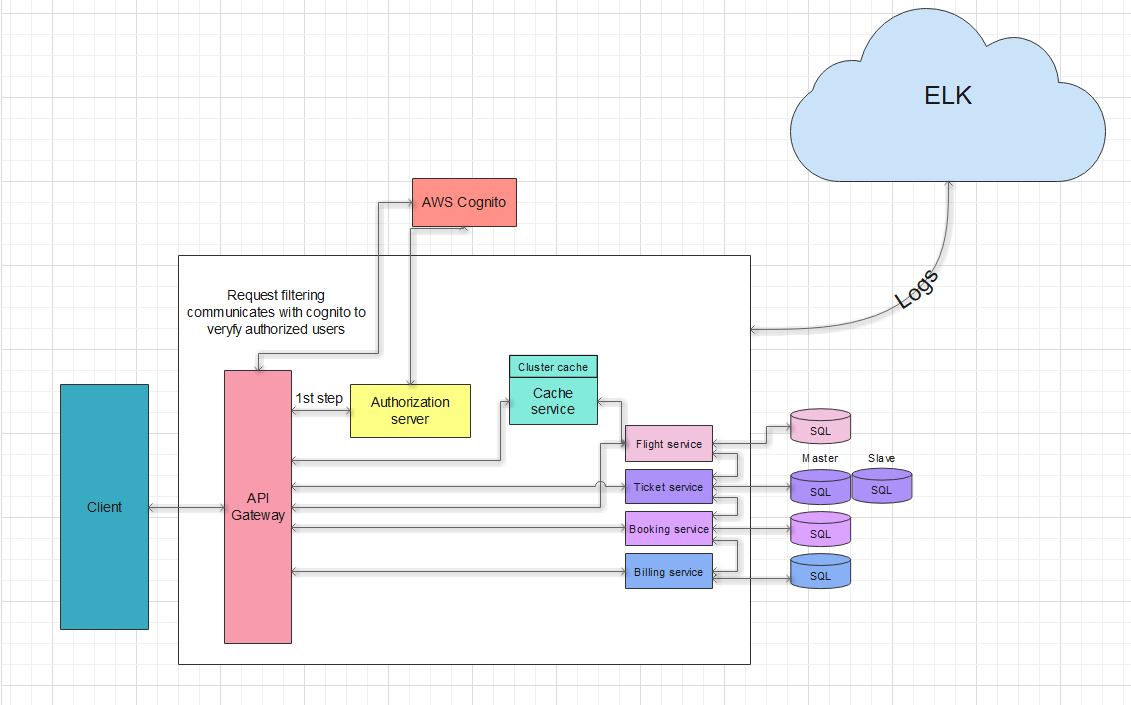 ELK
AWS Cognito
Logs
Request filtering
communicates with cognito to
veryfy authorized users
Cluster cache
Cache
service
1st step
Authorization
server
Client
API
Gateway
Flight service
SQL
Master
Slave
Ticket service
SQL
SQL
Booking service
SQL
Billing service
SQL